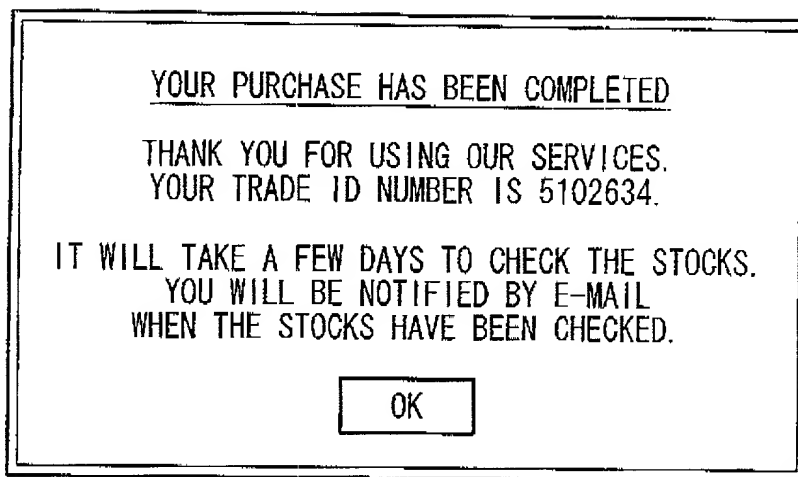 YOUR PURCHASE HAS BEEN COMPLETED
THANK YOU FOR USING OUR SERVICES.
YOUR TRADE ID NUMBER IS 5102634.
IT WILL TAKE A FEW DAYS TO CHECK THE STOCKS.
YOU WILL BE NOTIFIED BY E-MAIL
WHEN THE STOCKS HAVE BEEN CHECKED.
OK